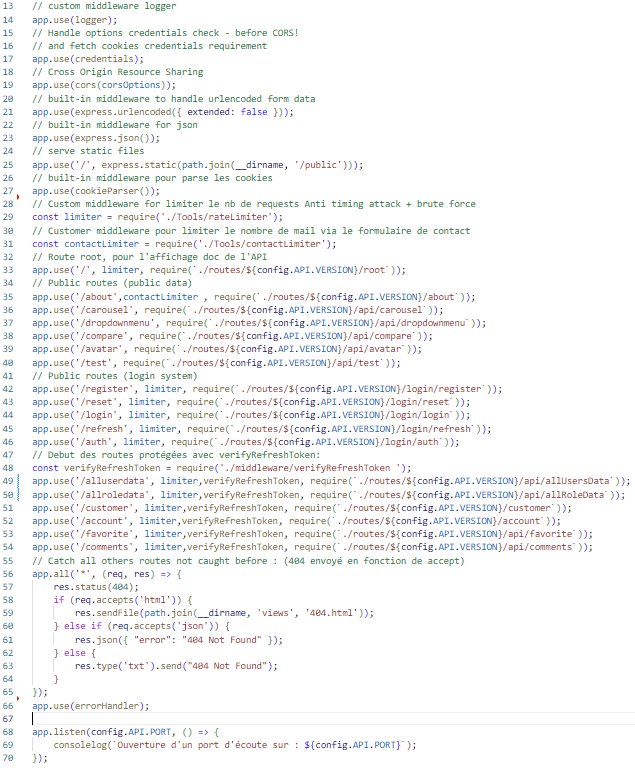 13 // custom middleware logger
14 app.use(logger);
15 // Handle options credentials check - before CORS!
16 // and fetch cookies credentials requirement
17 app.use(credentials);
18 // Cross Origin Resource Sharing
19 app.use(cors(corsOptions));
20 // built-in middleware to handle urlencoded form data
21 app.use(express.urlencoded({ extended: false }));
22 // built-in middleware for json
23 app.use(express.json());
24 // serve static files
25 app.use('/', express.static(path.join(__dirname, '/public')));
26 // built-in middleware pour parse les cookies
27 app.use(cookieParser());
28 // Custom middleware for limiter le nb de requests Anti timing attack + brute force
29 const limiter = require('./Tools/rateLimiter');
30 // Customer middleware pour limiter le nombre de mail via le formulaire de contact
31 const contactLimiter = require('./Tools/contactLimiter');
32 // Route root, pour l'affichage doc de l'API
33 app.use('/', limiter, require(`./routes/${config.API.VERSION}/root`));
34 // Public routes (public data)
35 app.use('/about',contactLimiter , require(`./routes/${config.API.VERSION}/about`));
36 app.use('/carousel', require(`./routes/${config.API.VERSION}/api/carousel`));
37 app.use('/dropdownmenu', require(`./routes/${config.API.VERSION}/api/dropdownmenu`));
38 app.use('/compare', require(`./routes/${config.API.VERSION}/api/compare`));
39 app.use('/avatar', require(`./routes/${config.API.VERSION}/api/avatar`));
40 app.use('/test', require(`./routes/${config.API.VERSION}/api/test`));
41 // Public routes (login system)
42 app.use('/register', limiter, require(`./routes/${config.API.VERSION}/login/register`));
43 app.use('/reset', limiter, require(`./routes/${config.API.VERSION}/login/reset`));
44 app.use('/login', limiter, require(`./routes/${config.API.VERSION}/login/login`));
45 app.use('/refresh', limiter, require(`./routes/${config.API.VERSION}/login/refresh`));
46 app.use('/auth', limiter, require(`./routes/${config.API.VERSION}/login/auth`));
47 // Debut des routes protégées avec verifyRefreshToken:
48 const verifyRefreshToken = require('./middleware/verifyRefreshToken ');
49 app.use('/alluserdata', limiter,verifyRefreshToken, require(`./routes/${config.API.VERSION}/api/allUsersData`));
50 app.use('/allroledata', limiter,verifyRefreshToken, require(`./routes/${config.API.VERSION}/api/allRoleData`));
51 app.use('/customer', limiter,verifyRefreshToken, require(`./routes/${config.API.VERSION}/customer`));
52 app.use('/account', limiter,verifyRefreshToken, require(`./routes/${config.API.VERSION}/account`));
53 app.use('/favorite', limiter,verifyRefreshToken, require(`./routes/${config.API.VERSION}/api/favorite`));
54 app.use('/comments', limiter,verifyRefreshToken, require(`./routes/${config.API.VERSION}/api/comments`));
55 // Catch all others routes not caught before : (404 envoyé en fonction de accept)
56 app.all('*', (req, res) => {
57 res.status(404);
58 if (req.accepts('html')) {
59 res.sendFile(path.join(__dirname, 'views', '404.html'));
60 } else if (req.accepts('json')) {
61 res.json({ "error": "404 Not Found" });
62 } else {
63 res.type('txt').send("404 Not Found");
64 }
65 });
66 app.use(errorHandler);
67
68 app.listen(config.API.PORT, () => {
69 consolelog(`Ouverture d'un port d'écoute sur : ${config.API.PORT}`);
70 });